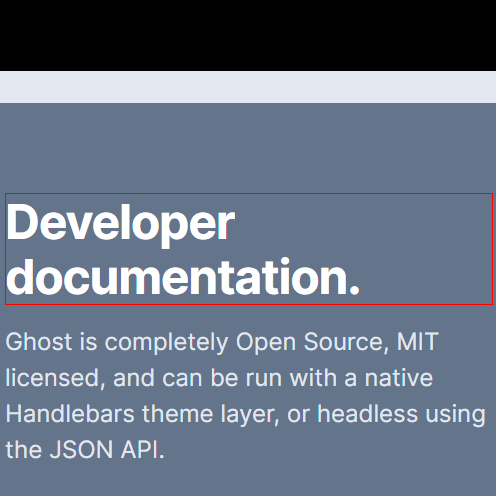 Developer
documentation.
Ghost is completely Open Source, MIT
licensed, and can be run with a native
Handlebars theme layer, or headless using
the JSON API.